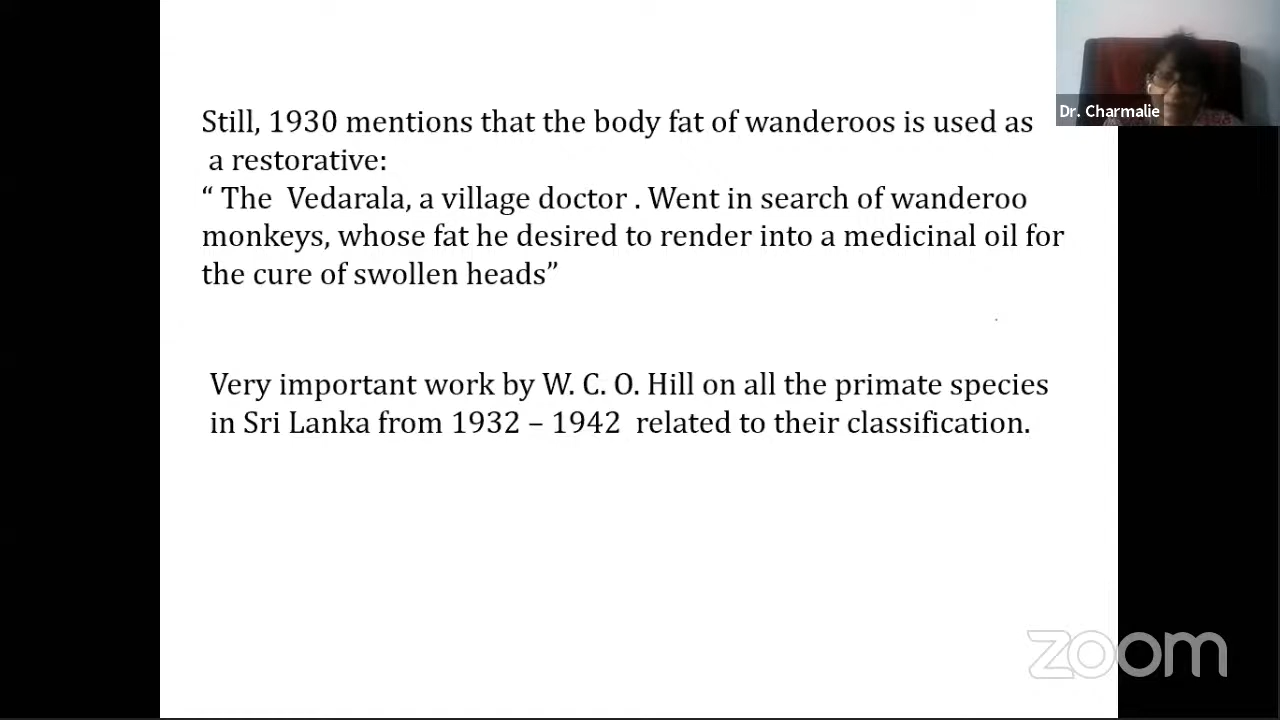 Still, 1930 mentions that the body fat of wanderoos is used as
a restorative:
“ The Vedarala, a village doctor . Went in search of wanderoo
monkeys, whose fat he desired to render into a medicinal oil for
the cure of swollen heads”
Very important work by W. C. O. Hill on all the primate species
in Sri Lanka from 1932 – 1942 related to their classification.
Dr. Charmalie
zoom